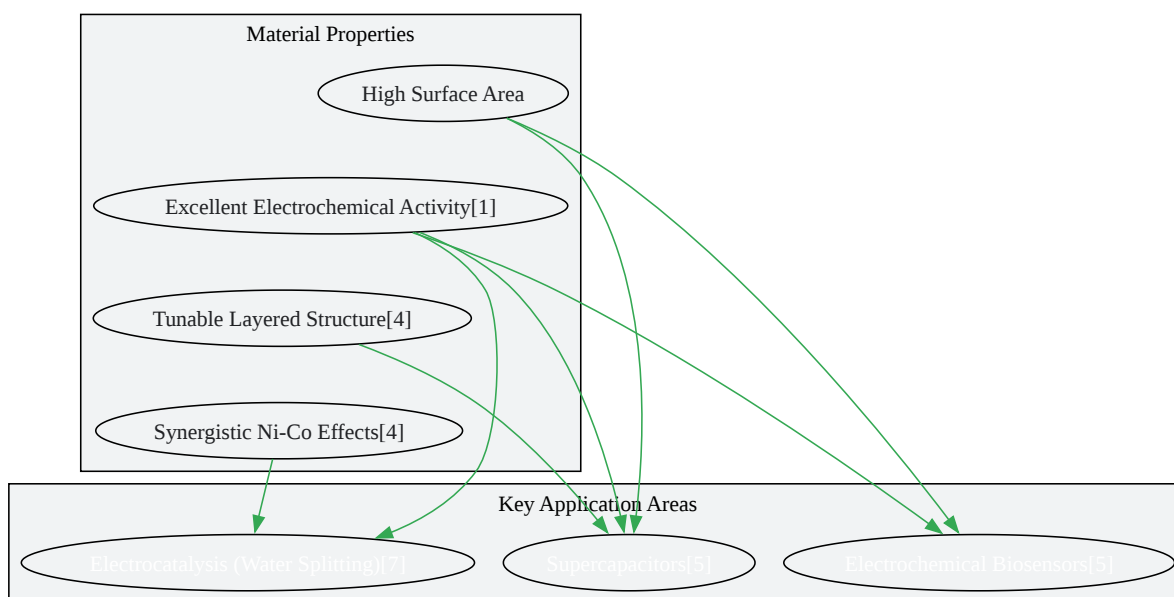 Material Properties
High Surface Area
Excellent Electrochemical Activity[1]
Tunable Layered Structure[4]
Synergistic Ni-Co Effects[4]
Key Application Areas
Electrocatalysis (Water Splitting)[7]
Supercapacitors[5]
Electrochemical Biosensors[5]